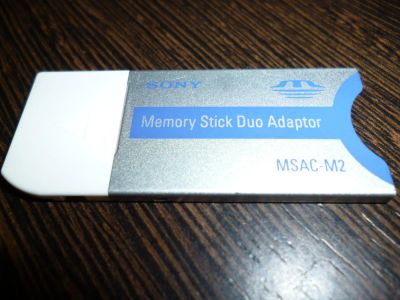 SONY
Memory Stick Duo Adaptor
MSAC-M2